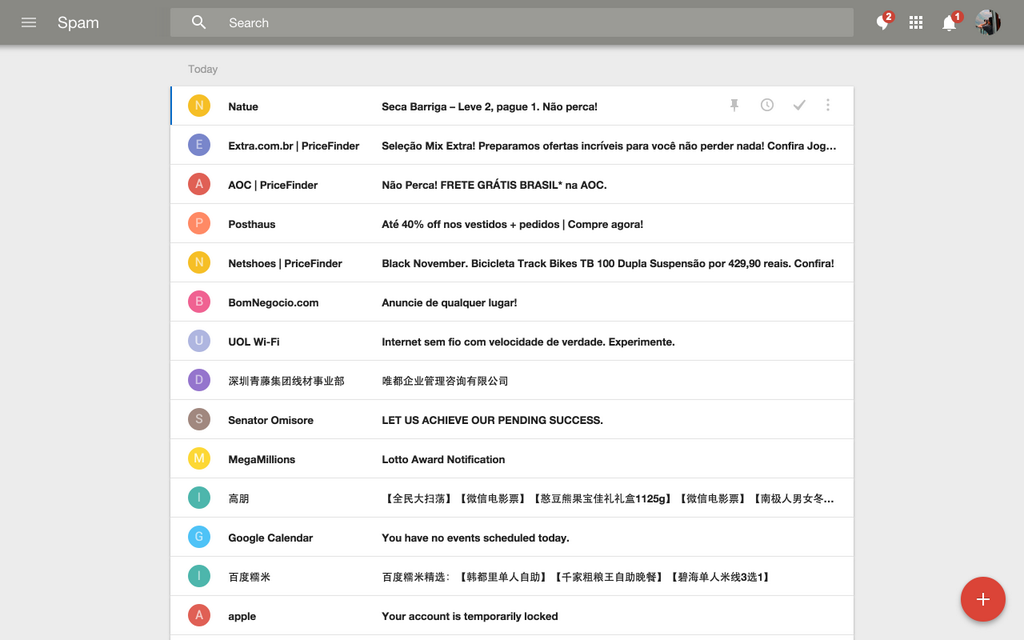 Spam
Search
2
1
Today
N Natue Seca Barriga – Leve 2, pague 1. Não perca!
E Extra.com.br | PriceFinder Seleção Mix Extra! Preparamos ofertas incríveis para você não perder nada! Confira Jog...
A AOC | PriceFinder Não Perca! FRETE GRÁTIS BRASIL* na AOC.
P Posthaus Até 40% off nos vestidos + pedidos | Compre agora!
N Netshoes | PriceFinder Black November. Bicicleta Track Bikes TB 100 Dupla Suspensão por 429,90 reais. Confira!
B BomNegocio.com Anuncie de qualquer lugar!
U UOL Wi-Fi Internet sem fio com velocidade de verdade. Experimente.
D 深圳青藤集团线材事业部 唯都企业管理咨询有限公司
S Senator Omisore LET US ACHIEVE OUR PENDING SUCCESS.
M MegaMillions Lotto Award Notification
I 高朋 【全民大扫荡】【微信电影票】【憨豆熊果宝佳礼礼盒1125g】【微信电影票】【南极人男女冬...
G Google Calendar You have no events scheduled today.
I 百度糯米 百度糯米精选：【韩都里单人自助】【千家粗粮王自助晚餐】【碧海单人米线3选1】
A apple Your account is temporarily locked